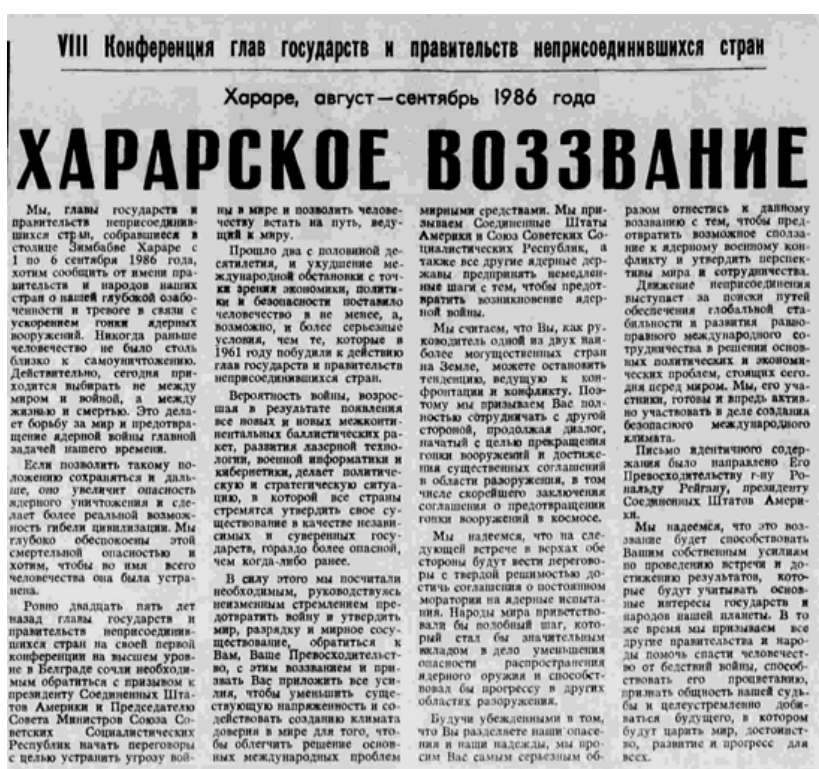 VIII Конференция глав государств и правительств неприсоединившихся стран
Хараре, август—сентябрь 1986 года
ХАРАРСКОЕ ВОЗЗВАНИЕ
Мы, главы государств и
правительств неприсоединив-
шихся стран, собравшиеся в
столице Зимбабве Хараре с
1 по 6 сентября 1986 года,
хотим сообщить от имени пра-
вительств и народов наших
стран о нашей глубокой озабо-
ченности и тревоге в связи с
ускорением гонки ядерных
вооружений. Никогда раньше
человечество не было столь
близко к самоуничтожению.
Действительно, сегодня при-
ходится выбирать не между
миром и войной, а между
жизнью и смертью. Это дела-
ет борьбу за мир и предотвра-
щение ядерной войны главной
задачей нашего времени.
Если позволить такому по-
ложению сохраняться и даль-
ше, оно увеличит опасность
ядерного уничтожения и сде-
лает более реальной возмож-
ность гибели цивилизации. Мы
глубоко обеспокоены этой
смертельной опасностью и
хотим, чтобы во имя всего
человечества она была устра-
нена.
Ровно двадцать пять лет
назад главы государств и
правительств неприсоединив-
шихся стран на своей первой
конференции на высшем уров-
не в Белграде сочли необходи-
мым обратиться с призывом к
президенту Соединенных Шта-
тов Америки и Председателю
Совета Министров Союза Со-
ветских Социалистических
Республик начать переговоры
с целью устранить угрозу вой-
ны в мире и позволить челове-
честву встать на путь, веду-
щий к миру.
Прошло два с половиной де-
сятилетия, и ухудшение ме-
ждународной обстановки с точ-
ки зрения экономики, полити-
ки и безопасности поставило
человечество в не менее, а,
возможно, и более серьезные
условия, чем те, которые в
1961 году побудили к действию
глав государств и правительств
неприсоединившихся стран.
Вероятность войны, возрос-
шая в результате появления
все новых и новых межконти-
нентальных баллистических ра-
кет, развития лазерной техно-
логии, военной информатики и
кибернетики, делает политиче-
скую и стратегическую ситуа-
цию, в которой все страны
стремятся утвердить свое су-
ществование в качестве незави-
симых и суверенных госу-
дарств, гораздо более опасной,
чем когда-либо ранее.
В силу этого мы посчитали
необходимым, руководствуясь
неизменным стремлением пре-
дотвратить войну и утвердить
мир, разрядку и мирное сосу-
ществование, обратиться к
Вам, Ваше Превосходительст-
во, с этим воззванием и при-
звать Вас приложить все уси-
лия, чтобы уменьшить суще-
ствующую напряженность и со-
действовать созданию климата
доверия в мире для того, что-
бы облегчить решение основ-
ных международных проблем
мирными средствами. Мы при-
зываем Соединенные Штаты
Америки и Союз Советских Со-
циалистических Республик, а
также все другие ядерные дер-
жавы предпринять немедлен-
ные шаги с тем, чтобы предот-
вратить возникновение ядер-
ной войны.
Мы считаем, что Вы, как ру-
ководитель одной из двух наи-
более могущественных стран
на Земле, можете остановить
тенденцию, ведущую к кон-
фронтации и конфликту. Поэ-
тому мы призываем Вас пол-
ностью сотрудничать с другой
стороной, продолжая диалог,
начатый с целью прекращения
гонки вооружений и достиже-
ния существенных соглашений
в области разоружения, в том
числе скорейшего заключения
соглашения о предотвращении
гонки вооружений в космосе.
Мы надеемся, что на сле-
дующей встрече в верхах обе
стороны будут вести перегово-
ры с твердой решимостью до-
стичь соглашения о постоянном
моратории на ядерные испыта-
ния. Народы мира приветство-
вали бы подобный шаг, кото-
рый стал бы значительным
вкладом в дело уменьшения
опасности распространения
ядерного оружия и способст-
вовал бы прогрессу в других
областях разоружения.
Будучи убежденными в том,
что Вы разделяете наши опасе-
ния и наши надежды, мы про-
сим Вас самым серьезным об-
разом отнестись к данному
воззванию с тем, чтобы пред-
отвратить возможное сполза-
ние к ядерному военному кон-
фликту и утвердить перспек-
тивы мира и сотрудничества.
Движение неприсоединения
выступает за поиски путей
обеспечения глобальной ста-
бильности и развития равно-
правного международного со-
трудничества в решении основ-
ных политических и экономи-
ческих проблем, стоящих сего-
дня перед миром. Мы, его уча-
стники, готовы и впредь актив-
но участвовать в деле создания
безопасного международного
климата.
Письмо идентичного содер-
жания было направлено Его
Превосходительству г-ну Ро-
нальду Рейгану, президенту
Соединенных Штатов Амери-
ки.
Мы надеемся, что это воз-
звание будет способствовать
Вашим собственным усилиям
по проведению встречи и до-
стижению результатов, кото-
рые будут учитывать основ-
ные интересы государств и
народов нашей планеты. В то
же время мы призываем все
другие правительства и наро-
ды помочь спасти человечест-
во от бедствий войны, способ-
ствовать его процветанию,
признать общность нашей судь-
бы и целеустремленно доби-
ваться будущего, в котором
будут царить мир, достоинст-
во, развитие и прогресс для
всех.